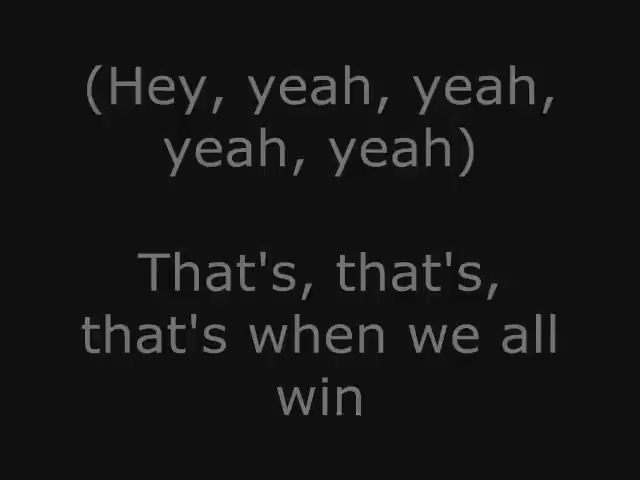 (Hey, yeah, yeah,
yeah, yeah)
That's, that's,
that's when we all
win